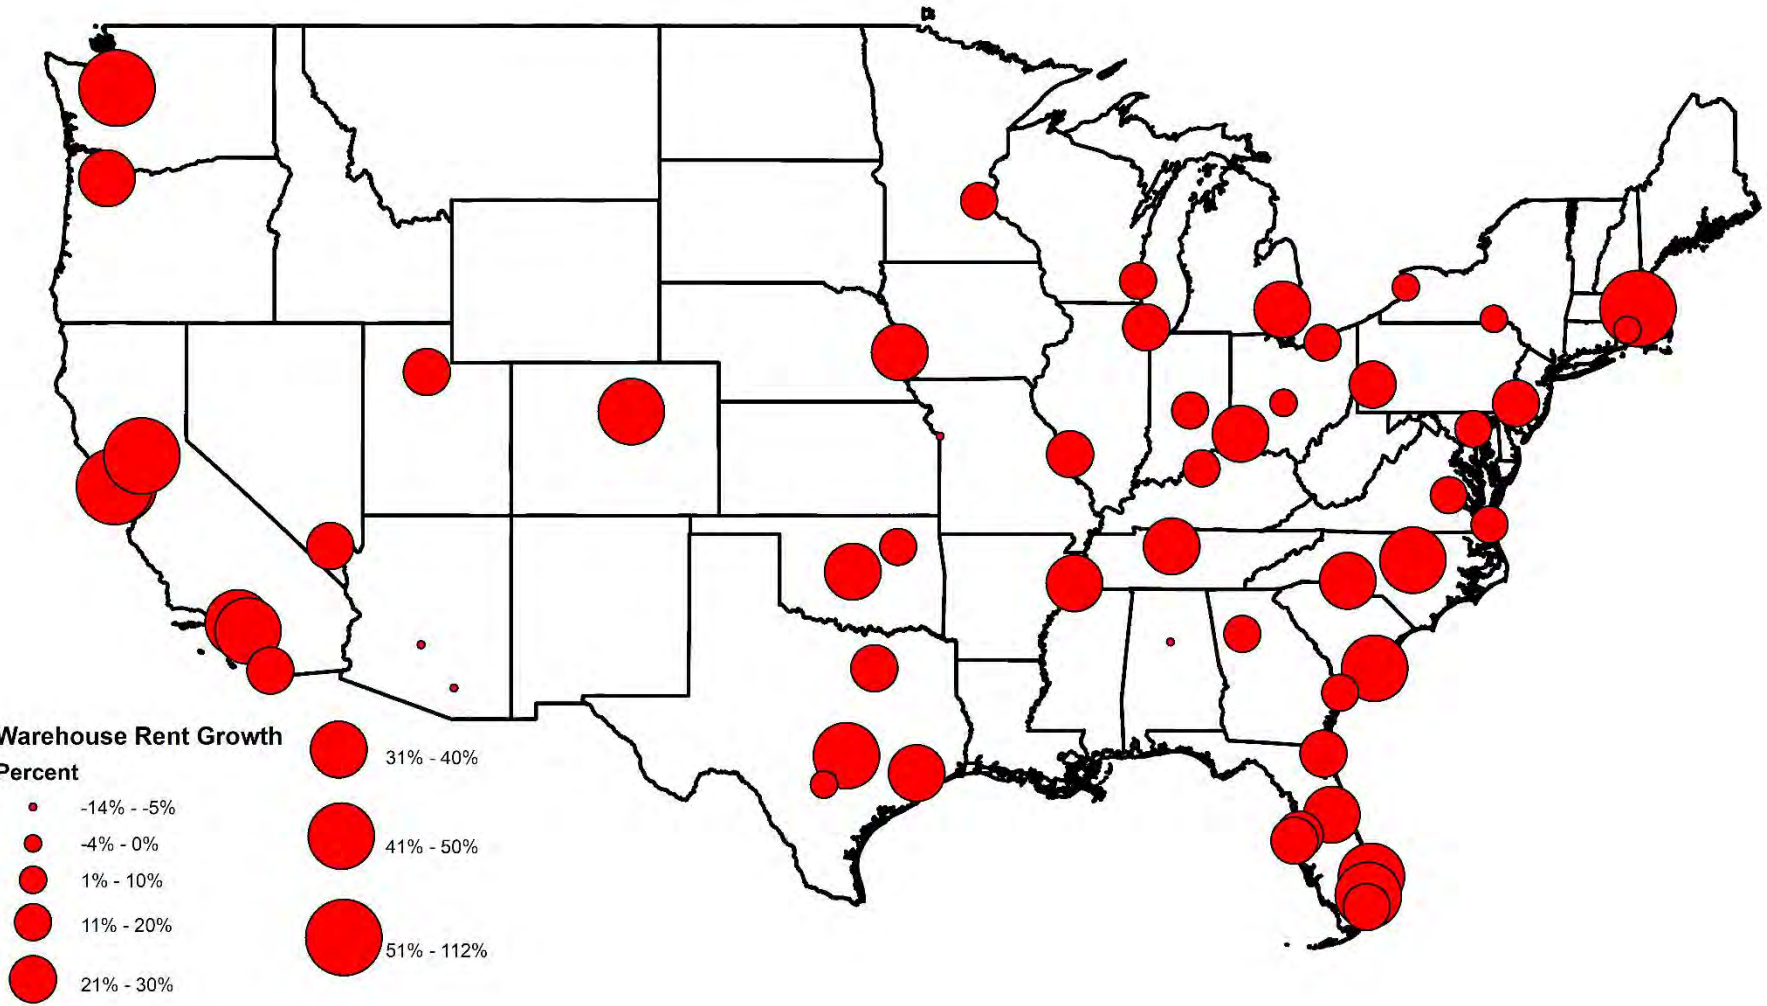 Warehouse Rent Growth
Percent
-14% - -5%
-4% - 0%
1% - 10%
11% - 20%
21% - 30%
31% - 40%
41% - 50%
51% - 112%